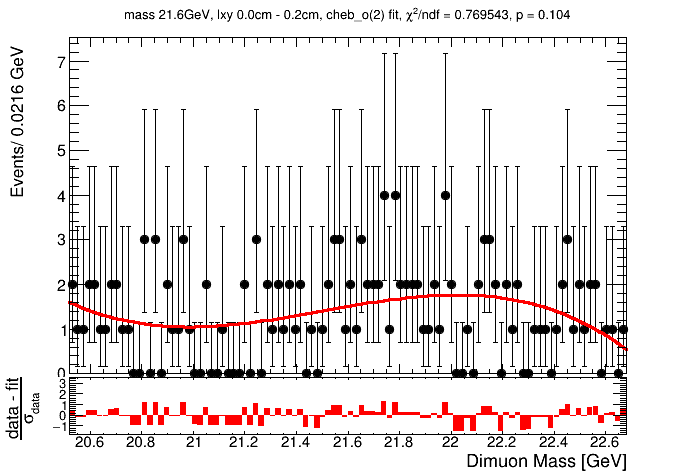 mass 21.6GeV, lxy 0.0cm - 0.2cm, cheb_o(2) fit, χ²/ndf = 0.769543, p = 0.104
Events/ 0.0216 GeV
7
6
5
4
3
2
1
0
data - fit
σdata
3
2
1
0
−1
20.6 20.8 21 21.2 21.4 21.6 21.8 22 22.2 22.4 22.6
Dimuon Mass [GeV]